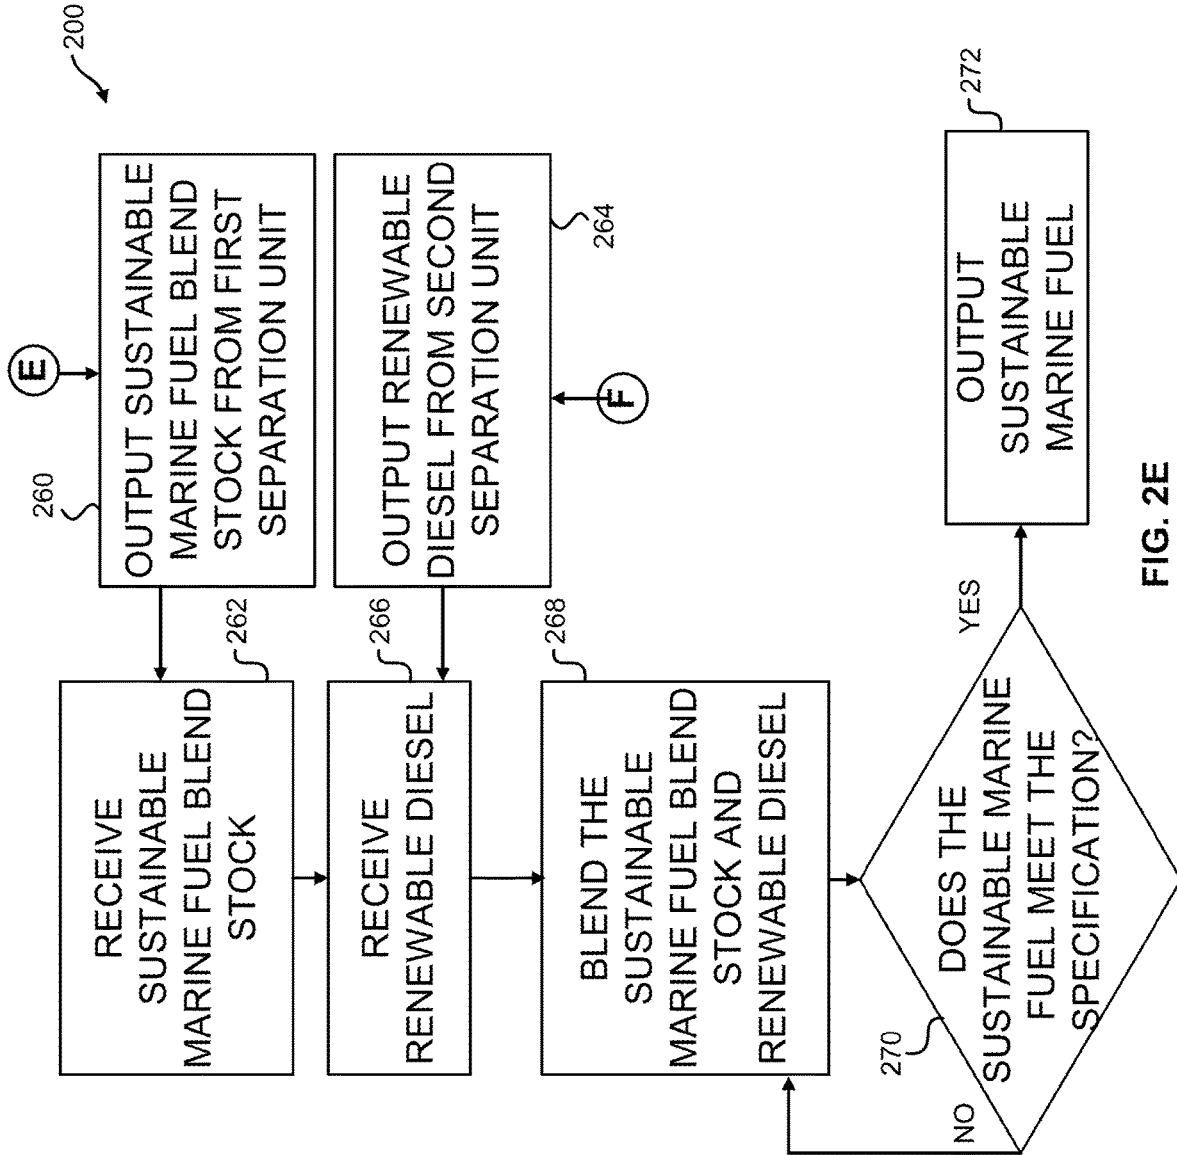 200
E
260
OUTPUT SUSTAINABLE
MARINE FUEL BLEND
STOCK FROM FIRST
SEPARATION UNIT
262
RECEIVE
SUSTAINABLE
MARINE FUEL BLEND
STOCK
264
OUTPUT RENEWABLE
DIESEL FROM SECOND
SEPARATION UNIT
F
266
RECEIVE
RENEWABLE DIESEL
268
BLEND THE
SUSTAINABLE
MARINE FUEL BLEND
STOCK AND
RENEWABLE DIESEL
270
DOES THE
SUSTAINABLE MARINE
FUEL MEET THE
SPECIFICATION?
NO
YES
272
OUTPUT
SUSTAINABLE
MARINE FUEL
FIG. 2E